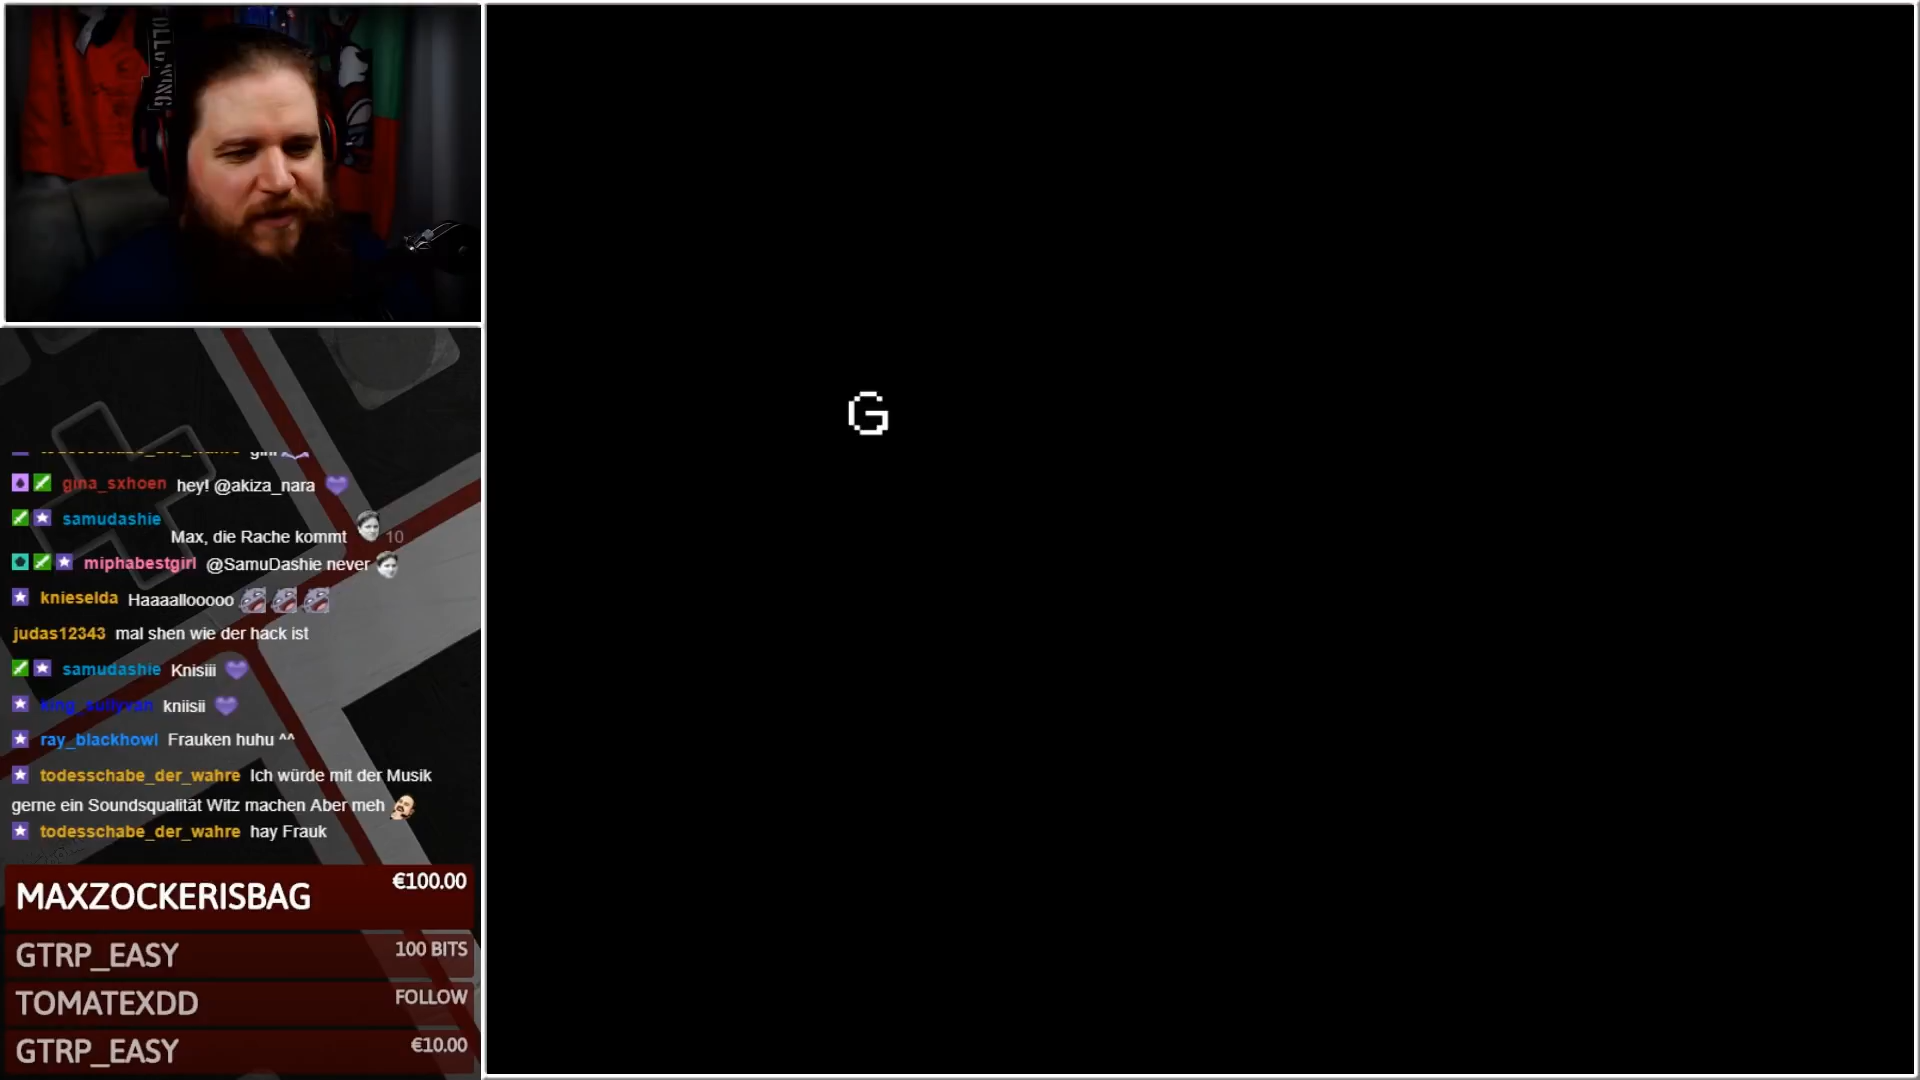 G
gina_sxhoen hey! @akiza_nara
samudashie
Max, die Rache kommt 10
miphabestgirl @SamuDashie never
knieselda Haaaallooooo
judas12343 mal shen wie der hack ist
samudashie Knisiii
king_sullyvan kniisii
ray_blackhowl Frauken huhu ^^
todesschabe_der_wahre Ich würde mit der Musik
gerne ein Soundsqualität Witz machen Aber meh
todesschabe_der_wahre hay Frauk
MAXZOCKERISBAG €100.00
GTRP_EASY 100 BITS
TOMATEXDD FOLLOW
GTRP_EASY €10.00